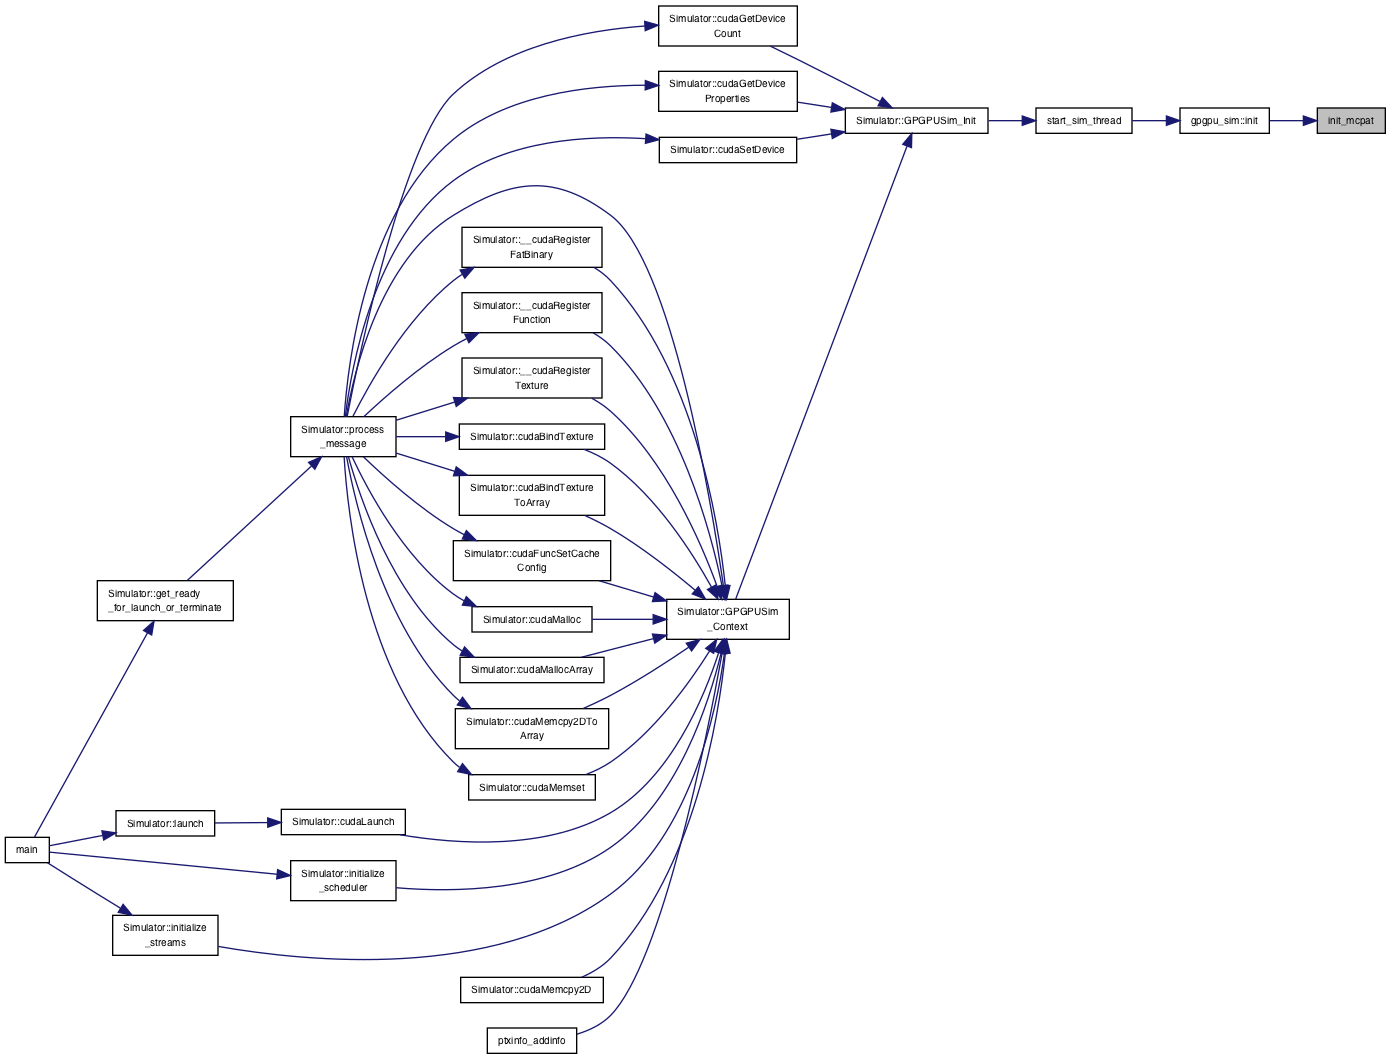 Simulator::cudaGetDevice
Count
Simulator::cudaGetDevice
Properties
Simulator::GPGPUSim_Init
start_sim_thread
gpgpu_sim::init
init_mcpat
Simulator::cudaSetDevice
Simulator::__cudaRegister
FatBinary
Simulator::__cudaRegister
Function
Simulator::__cudaRegister
Texture
Simulator::process
_message
Simulator::cudaBindTexture
Simulator::cudaBindTexture
ToArray
Simulator::cudaFuncSetCache
Config
Simulator::get_ready
_for_launch_or_terminate
Simulator::cudaMalloc
Simulator::GPGPUSim
_Context
Simulator::cudaMallocArray
Simulator::cudaMemcpy2DTo
Array
Simulator::cudaMemset
Simulator::launch
Simulator::cudaLaunch
main
Simulator::initialize
_scheduler
Simulator::initialize
_streams
Simulator::cudaMemcpy2D
ptxinfo_addinfo